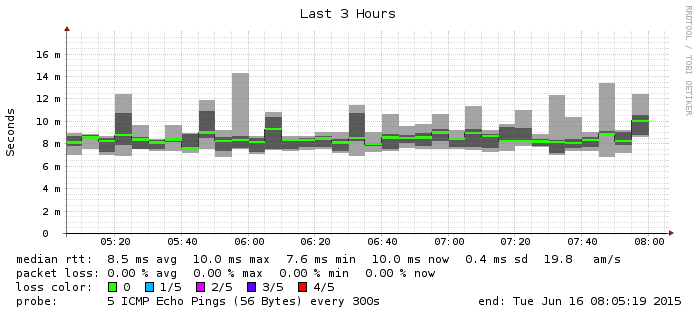 Last 3 Hours
RRDTOOL / TOBI OETIKER
Seconds
16 m
14 m
12 m
10 m
8 m
6 m
4 m
2 m
0
05:20 05:40 06:00 06:20 06:40 07:00 07:20 07:40 08:00
median rtt: 8.5 ms avg 10.0 ms max 7.6 ms min 10.0 ms now 0.4 ms sd 19.8 am/s
packet loss: 0.00 % avg 0.00 % max 0.00 % min 0.00 % now
loss color: 0 1/5 2/5 3/5 4/5
probe: 5 ICMP Echo Pings (56 Bytes) every 300s end: Tue Jun 16 08:05:19 2015